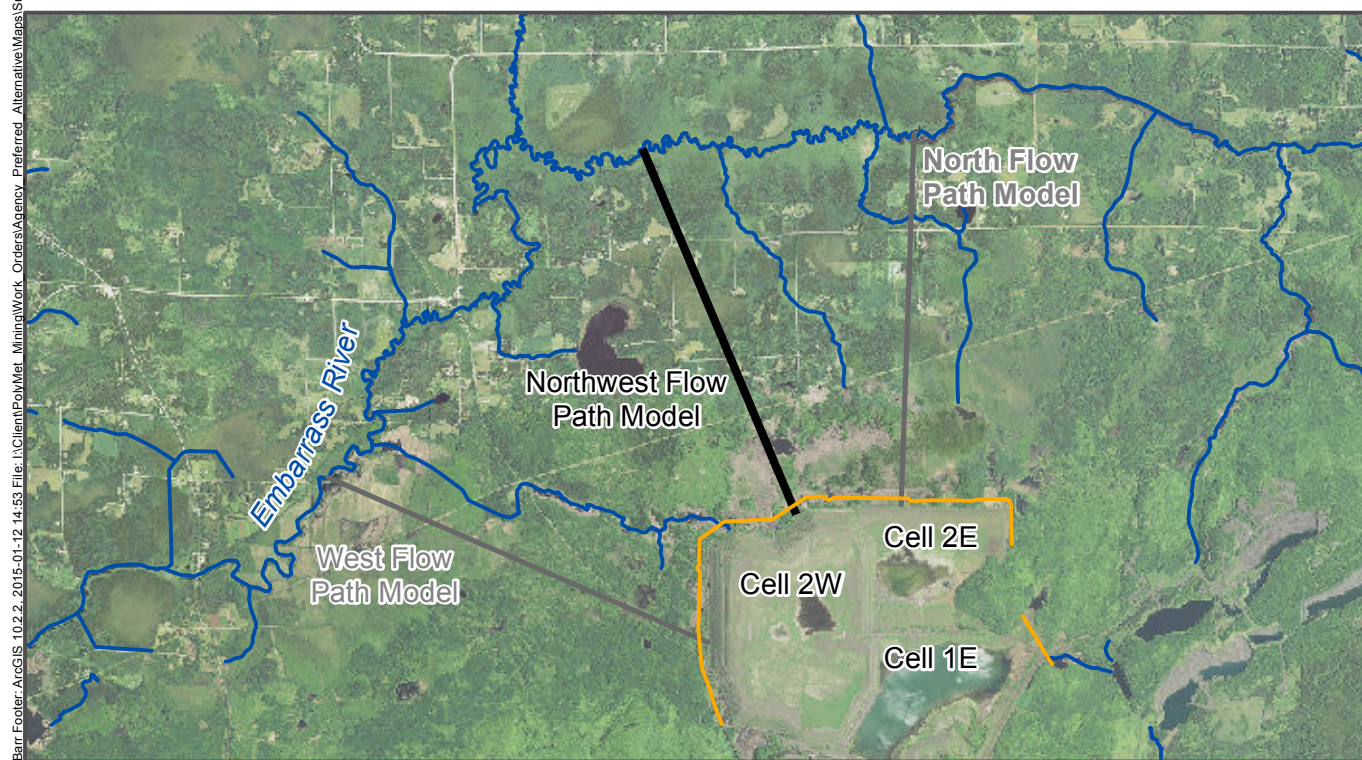 Barr Footer: ArcGIS 10.2.2, 2015-01-12 14:53 File: I:\Client\PolyMet_Mining\Work_Orders\Agency_Preferred_Alternative\Maps\S
North Flow
Path Model
Northwest Flow
Path Model
Embarrass River
West Flow
Path Model
Cell 2E
Cell 2W
Cell 1E